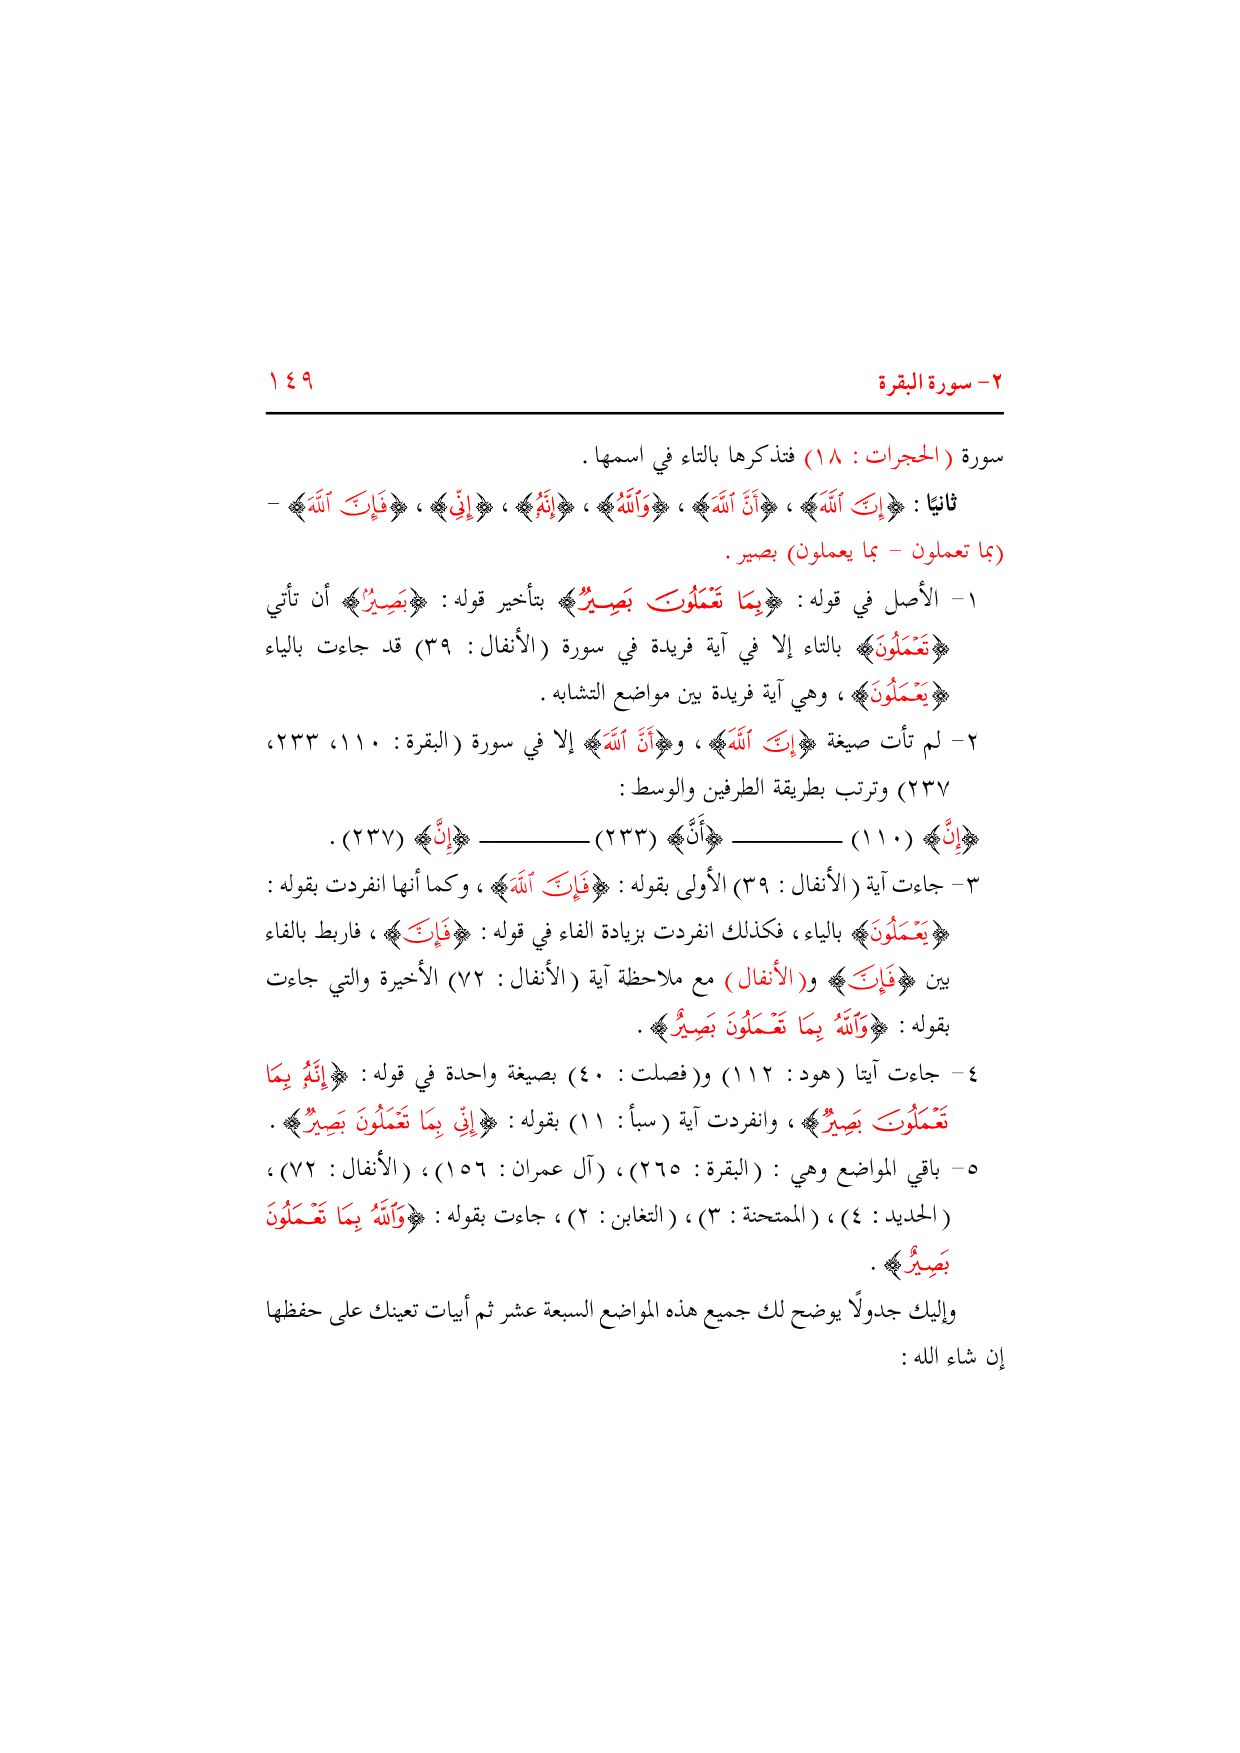 ٢- سورة البقرة ١٤٩
سورة (الحجرات : ١٨) فتذكرها بالتاء في اسمها .
ثانيًا : ﴿إِنَّ ٱللَّهَ﴾ ، ﴿أَنَّ ٱللَّهَ﴾ ، ﴿وَٱللَّهُ﴾ ، ﴿إِنَّهُۥ﴾ ، ﴿إِنِّي﴾ ، ﴿فَإِنَّ ٱللَّهَ﴾ -
(بما تعملون - بما يعملون) بصير .
١- الأصل في قوله : ﴿بِمَا تَعْمَلُونَ بَصِيرٌ﴾ بتأخير قوله : ﴿بَصِيرٌ﴾ أن تأتي
﴿تَعْمَلُونَ﴾ بالتاء إلا في آية فريدة في سورة (الأنفال : ٣٩) قد جاءت بالياء
﴿يَعْمَلُونَ﴾ ، وهي آية فريدة بين مواضع التشابه .
٢- لم تأت صيغة ﴿إِنَّ ٱللَّهَ﴾ ، و﴿أَنَّ ٱللَّهَ﴾ إلا في سورة (البقرة : ١١٠، ٢٣٣،
٢٣٧) وترتب بطريقة الطرفين والوسط :
﴿إِنَّ﴾ (١١٠) ــــــــــــ ﴿أَنَّ﴾ (٢٣٣) ــــــــــــ ﴿إِنَّ﴾ (٢٣٧) .
٣- جاءت آية (الأنفال : ٣٩) الأولى بقوله : ﴿فَإِنَّ ٱللَّهَ﴾ ، وكما أنها انفردت بقوله :
﴿يَعْمَلُونَ﴾ بالياء ، فكذلك انفردت بزيادة الفاء في قوله : ﴿فَإِنَّ﴾ ، فاربط بالفاء
بين ﴿فَإِنَّ﴾ و(الأنفال) مع ملاحظة آية (الأنفال : ٧٢) الأخيرة والتي جاءت
بقوله : ﴿وَٱللَّهُ بِمَا تَعْمَلُونَ بَصِيرٌ﴾ .
٤- جاءت آيتا (هود : ١١٢) و(فصلت : ٤٠) بصيغة واحدة في قوله : ﴿إِنَّهُۥ بِمَا
تَعْمَلُونَ بَصِيرٌ﴾ ، وانفردت آية (سبأ : ١١) بقوله : ﴿إِنِّي بِمَا تَعْمَلُونَ بَصِيرٌ﴾ .
٥- باقي المواضع وهي : (البقرة : ٢٦٥) ، (آل عمران : ١٥٦) ، (الأنفال : ٧٢) ،
(الحديد : ٤) ، (الممتحنة : ٣) ، (التغابن : ٢) ، جاءت بقوله : ﴿وَٱللَّهُ بِمَا تَعْمَلُونَ
بَصِيرٌ﴾ .
وإليك جدولًا يوضح لك جميع هذه المواضع السبعة عشر ثم أبيات تعينك على حفظها
إن شاء الله :